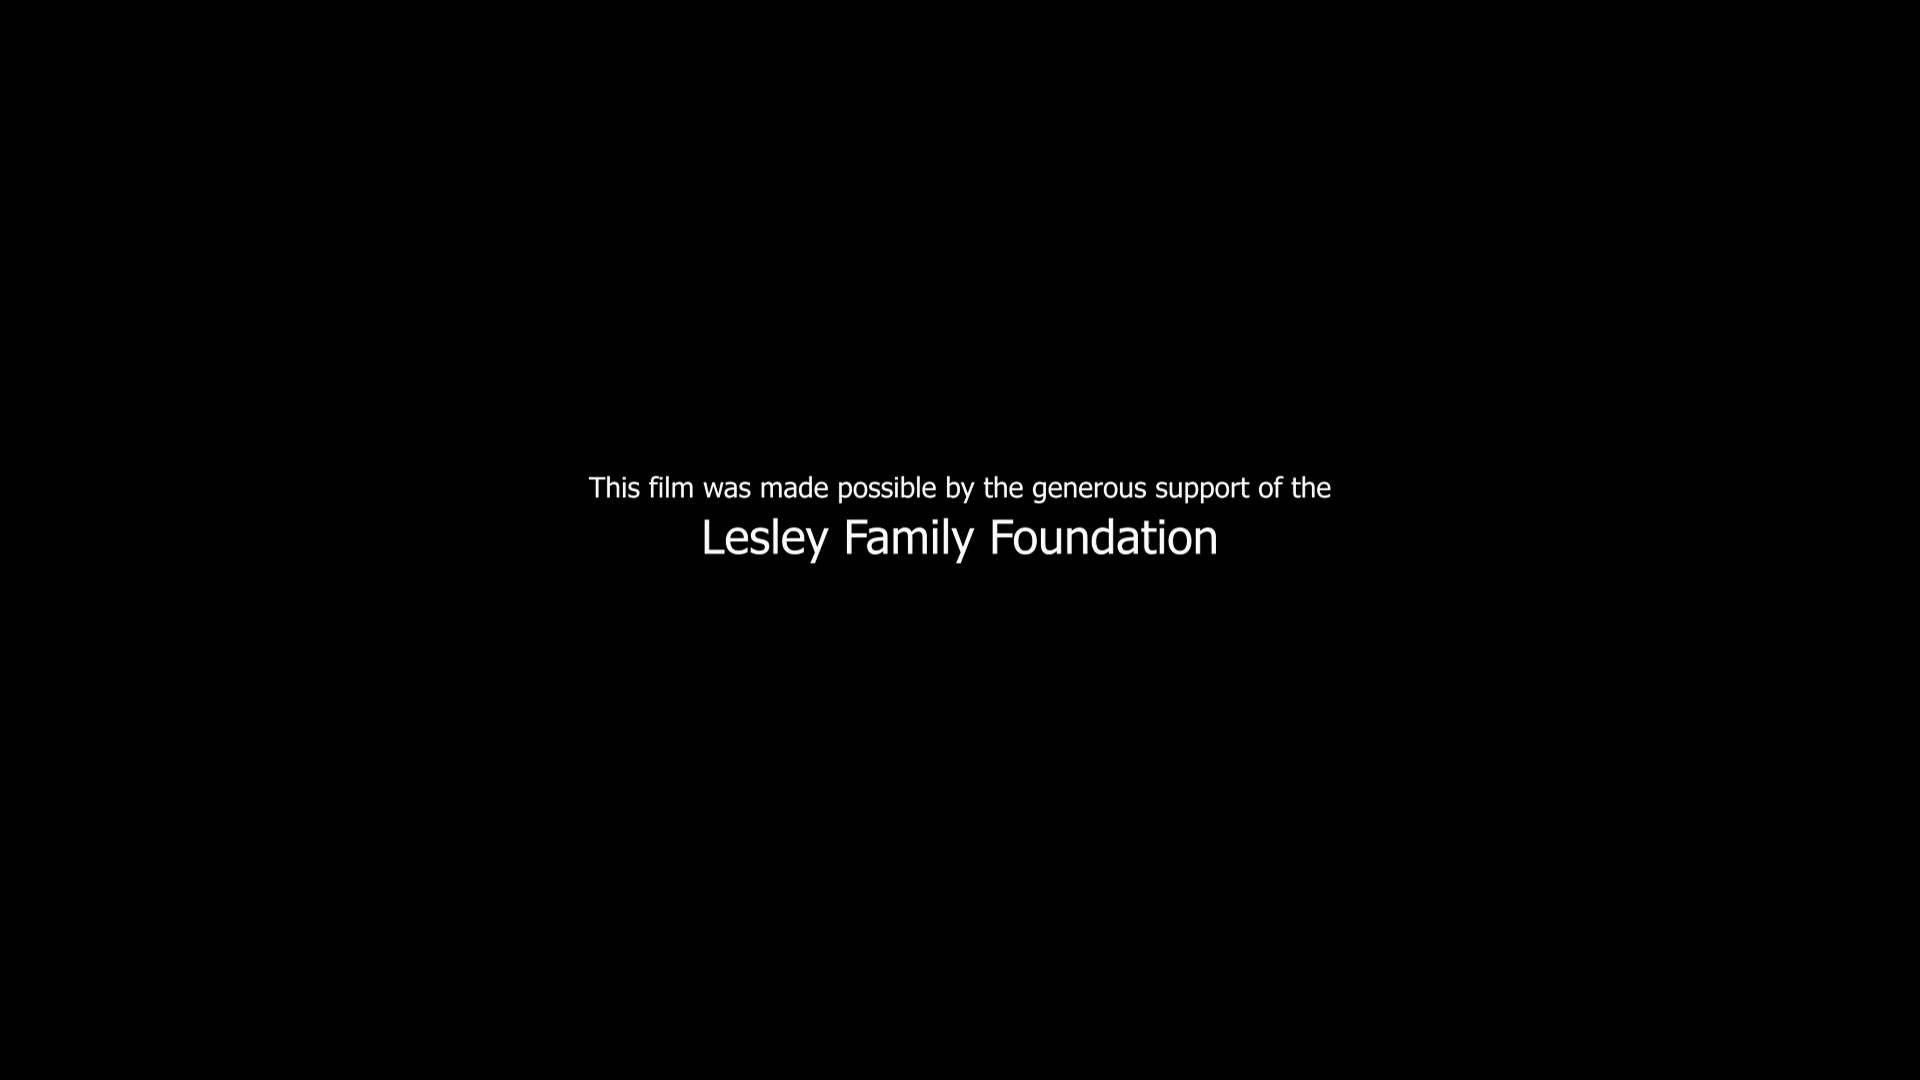 This film was made possible by the generous support of the
Lesley Family Foundation